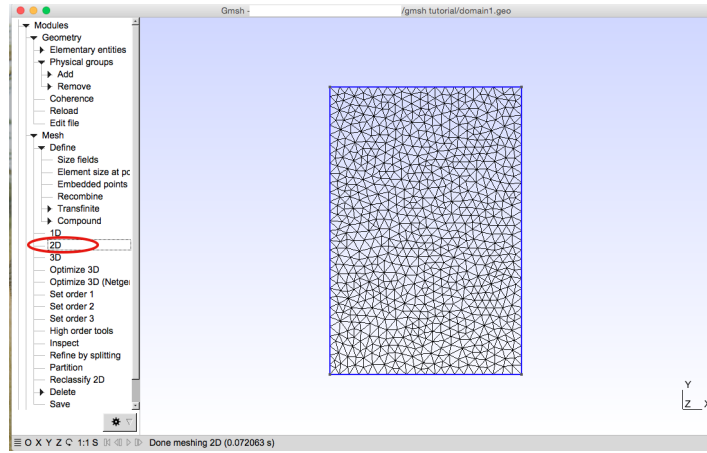 Gmsh - /gmsh tutorial/domain1.geo
Modules
Geometry
Elementary entities
Physical groups
Add
Remove
Coherence
Reload
Edit file
Mesh
Define
Size fields
Element size at po
Embedded points
Recombine
Transfinite
Compound
1D
2D
3D
Optimize 3D
Optimize 3D (Netge
Set order 1
Set order 2
Set order 3
High order tools
Inspect
Refine by splitting
Partition
Reclassify 2D
Delete
Save
Y
Z X
O X Y Z 1:1 S Done meshing 2D (0.072063 s)